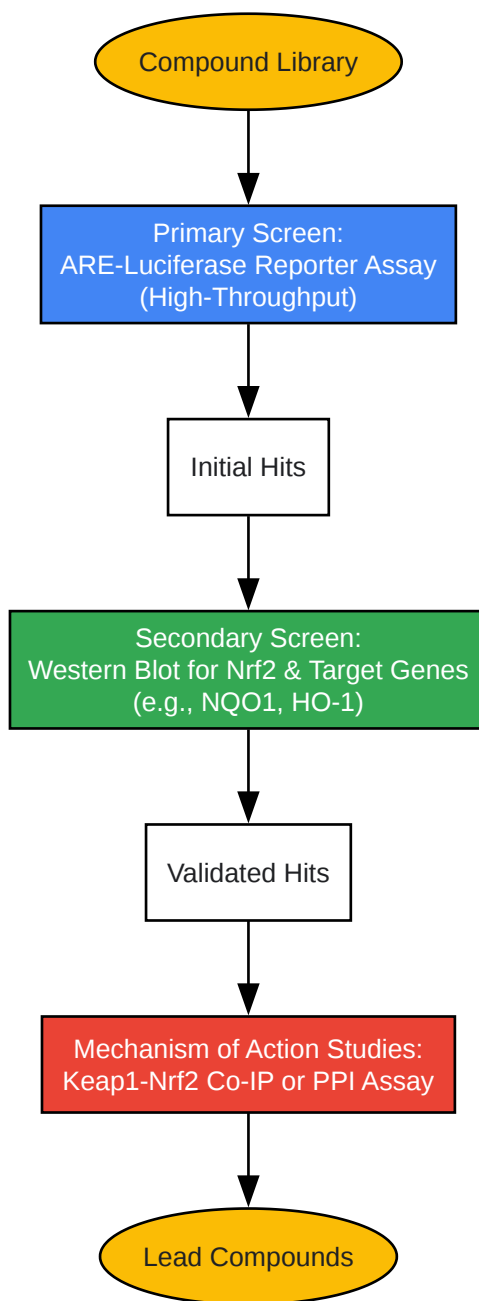 Compound Library
Primary Screen:
ARE-Luciferase Reporter Assay
(High-Throughput)
Initial Hits
Secondary Screen:
Western Blot for Nrf2 & Target Genes
(e.g., NQO1, HO-1)
Validated Hits
Mechanism of Action Studies:
Keap1-Nrf2 Co-IP or PPI Assay
Lead Compounds